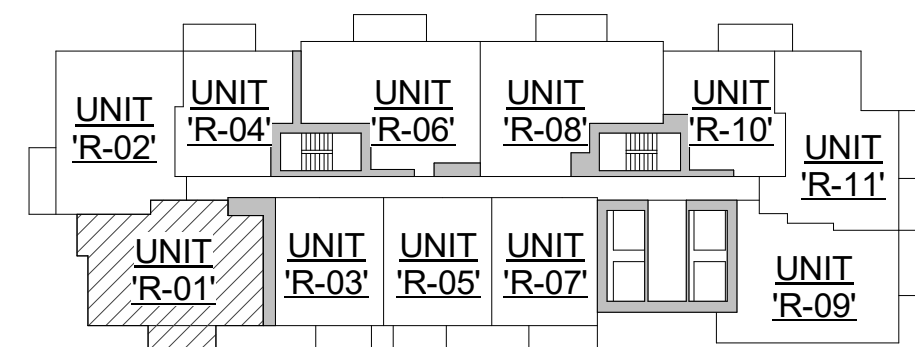 UNIT
'R-02'
UNIT
'R-04'
UNIT
'R-06'
UNIT
'R-08'
UNIT
'R-10'
UNIT
'R-11'
UNIT
'R-01'
UNIT
'R-03'
UNIT
'R-05'
UNIT
'R-07'
UNIT
'R-09'